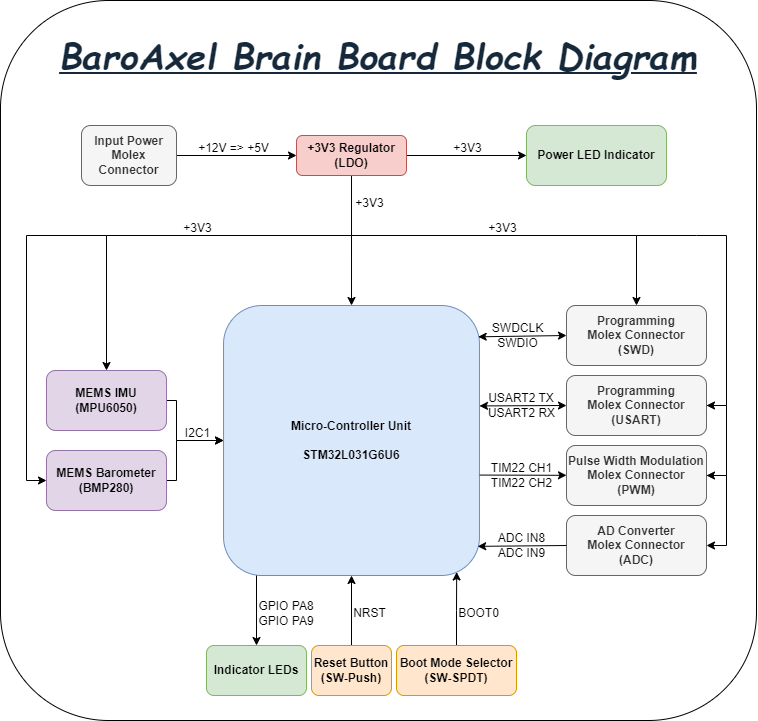 BaroAxel Brain Board Block Diagram
Input Power
Molex
Connector
+12V => +5V
+3V3 Regulator
(LDO)
+3V3
Power LED Indicator
+3V3
+3V3
+3V3
SWDCLK
SWDIO
Programming
Molex Connector
(SWD)
MEMS IMU
(MPU6050)
USART2 TX
USART2 RX
Programming
Molex Connector
(USART)
I2C1
Micro-Controller Unit
STM32L031G6U6
MEMS Barometer
(BMP280)
TIM22 CH1
TIM22 CH2
Pulse Width Modulation
Molex Connector
(PWM)
ADC IN8
ADC IN9
AD Converter
Molex Connector
(ADC)
GPIO PA8
GPIO PA9
NRST
BOOT0
Indicator LEDs
Reset Button
(SW-Push)
Boot Mode Selector
(SW-SPDT)